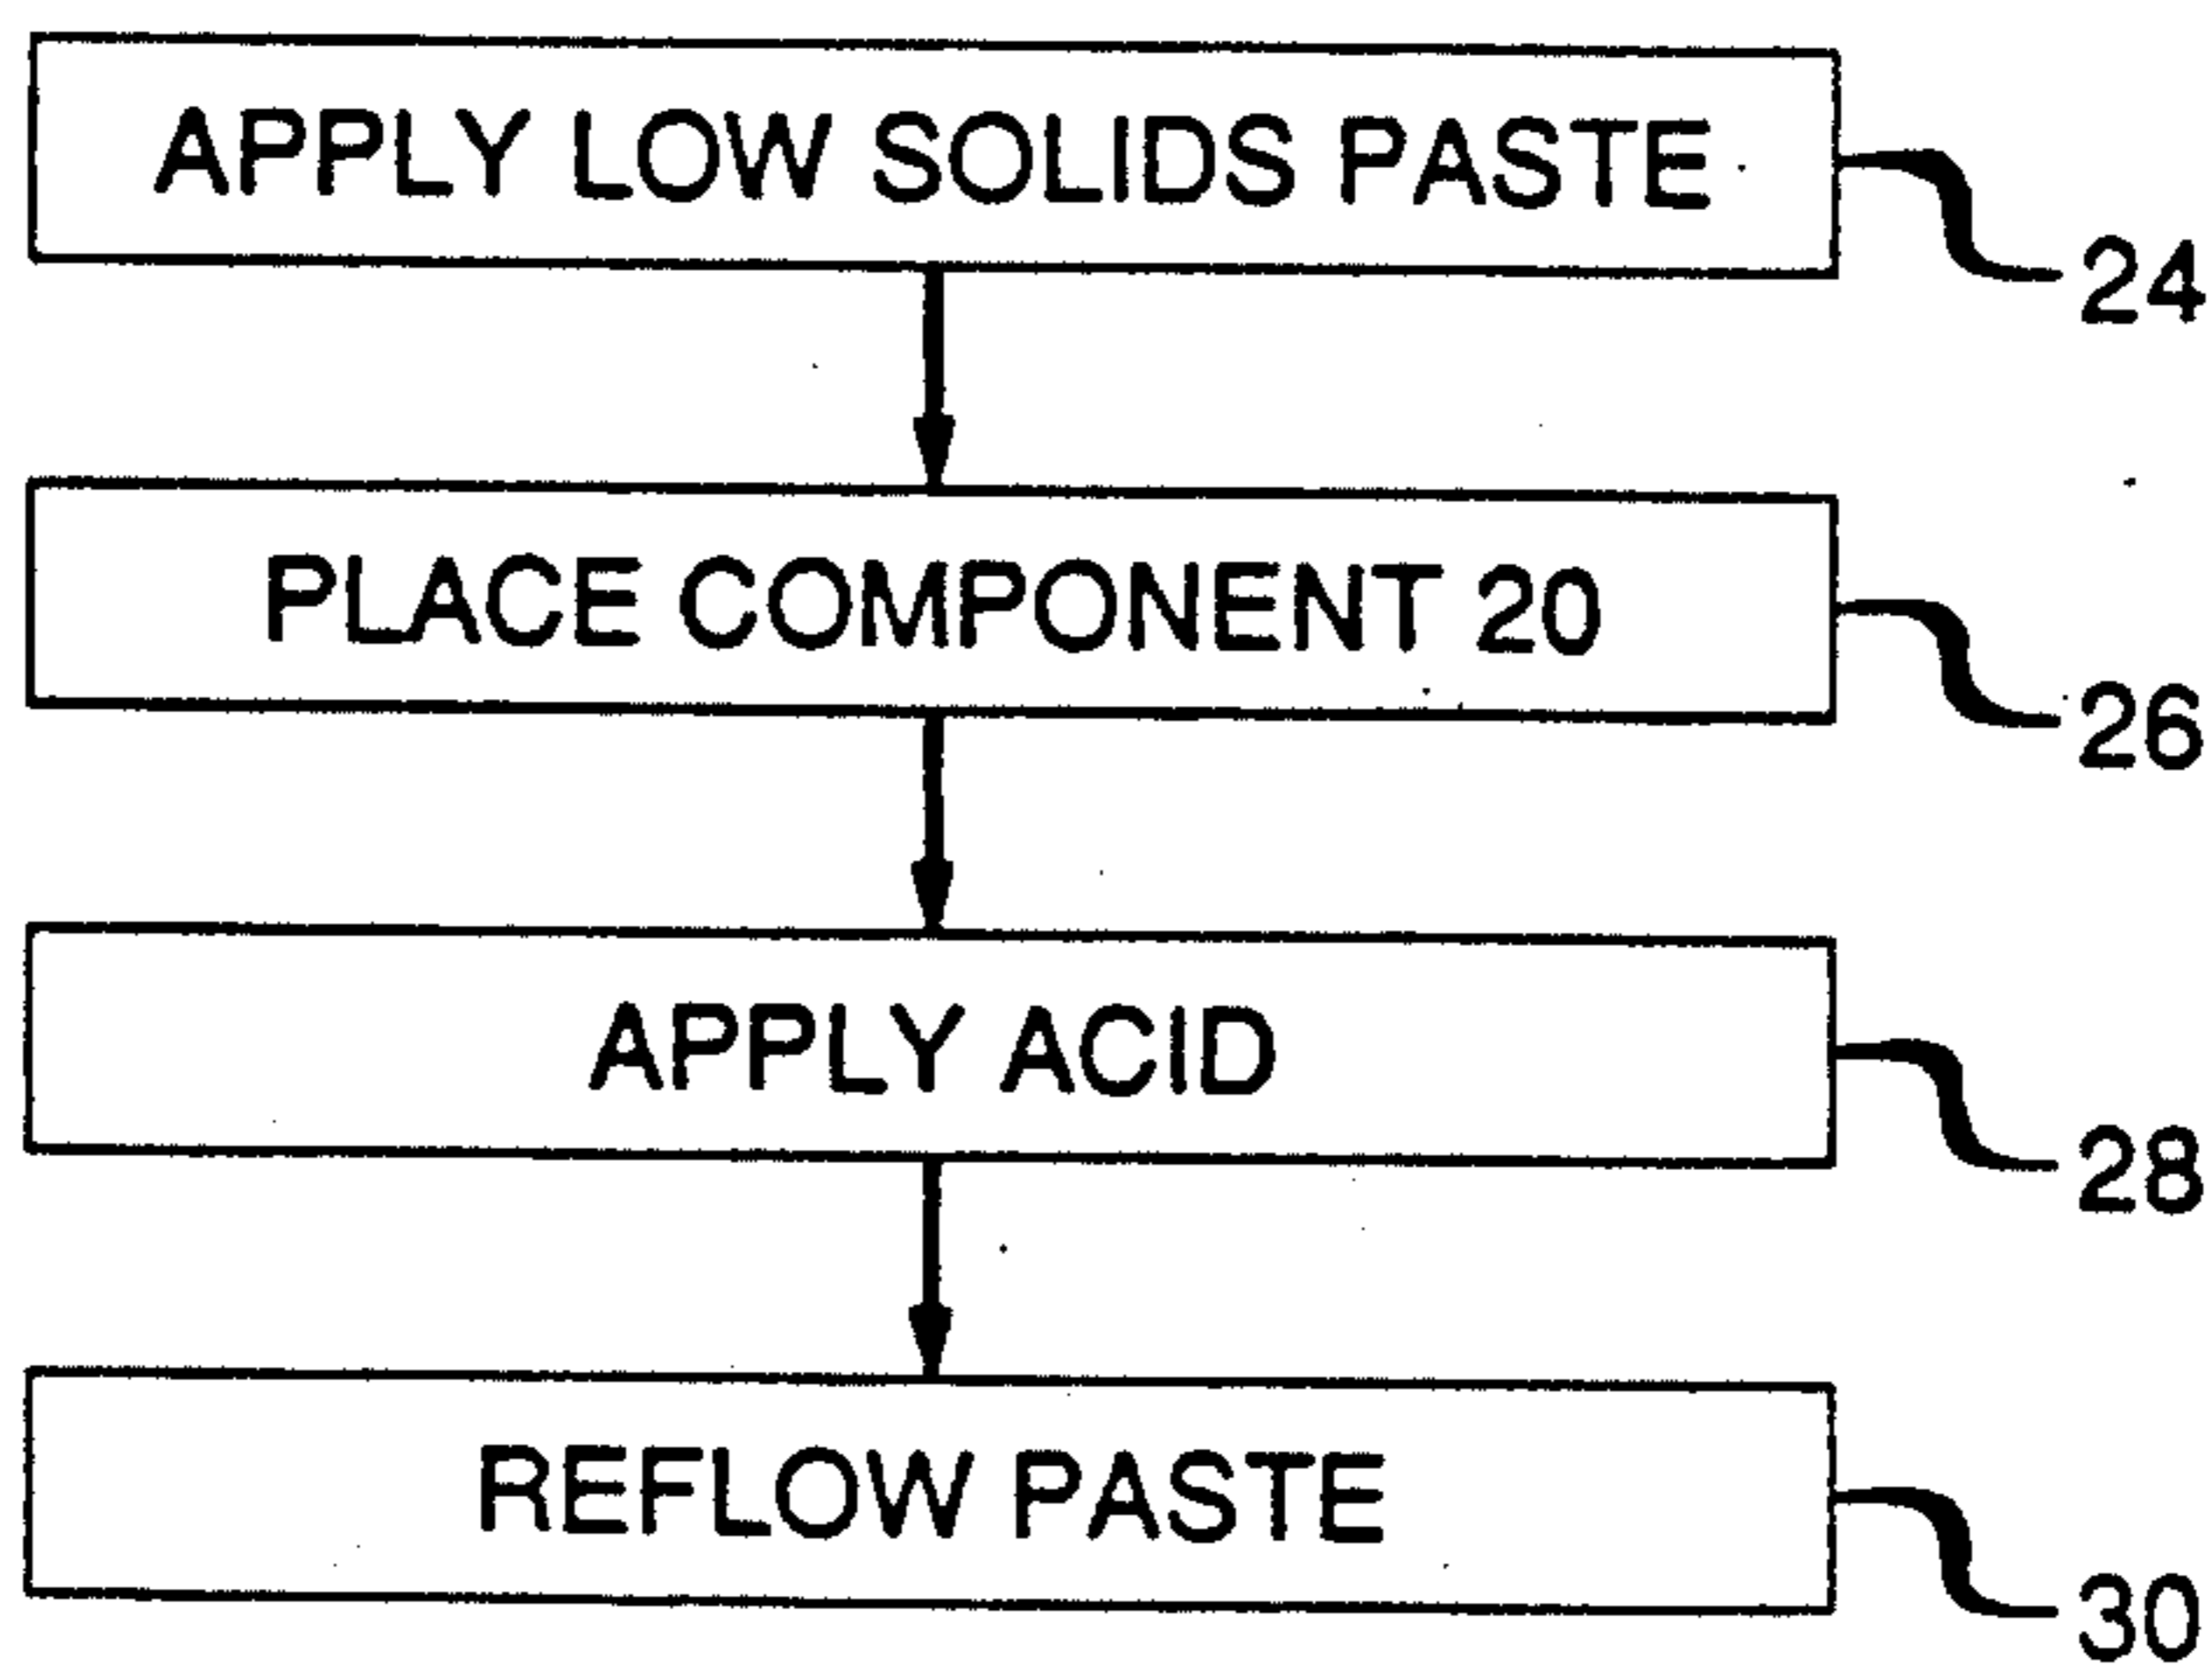 APPLY LOW SOLIDS PASTE
24
PLACE COMPONENT 20
26
APPLY ACID
28
REFLOW PASTE
30